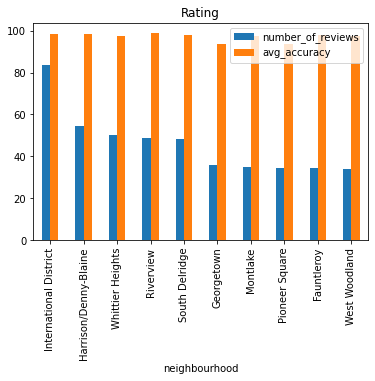 Rating
number_of_reviews
avg_accuracy
100
80
60
40
20
0
International District
Harrison/Denny-Blaine
Whittier Heights
Riverview
South Delridge
Georgetown
Montlake
Pioneer Square
Fauntleroy
West Woodland
neighbourhood